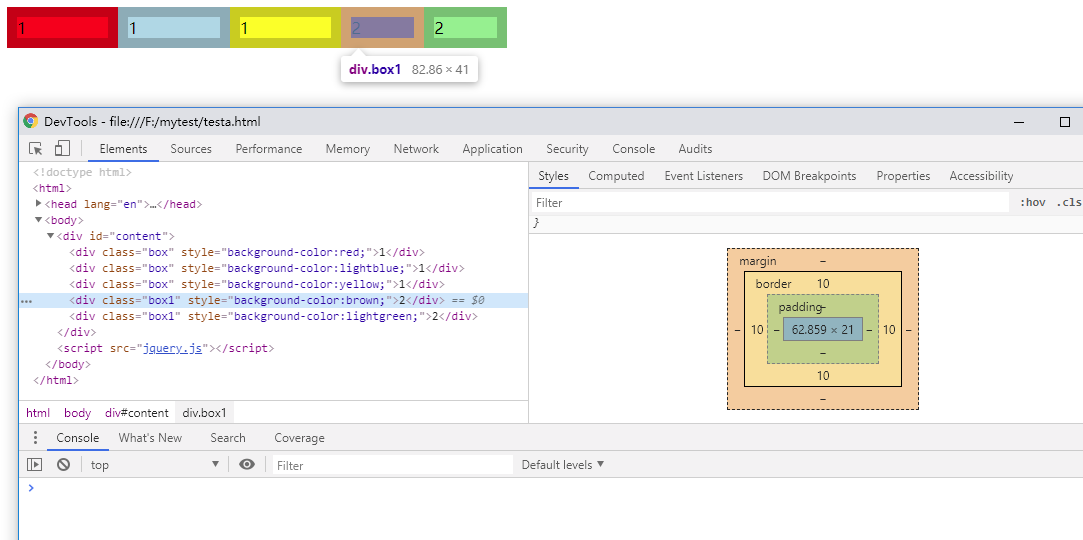 1 1 1 2 2
div.box1 82.86 × 41
DevTools - file:///F:/mytest/testa.html
Elements Sources Performance Memory Network Application Security Console Audits
<!doctype html>
<html>
<head lang="en">…</head>
<body>
<div id="content">
<div class="box" style="background-color:red;">1</div>
<div class="box" style="background-color:lightblue;">1</div>
<div class="box" style="background-color:yellow;">1</div>
… <div class="box1" style="background-color:brown;">2</div> == $0
<div class="box1" style="background-color:lightgreen;">2</div>
</div>
<script src="jquery.js"></script>
</body>
</html>
html body div#content div.box1
Styles Computed Event Listeners DOM Breakpoints Properties Accessibility
Filter :hov .cls
}
margin –
border 10
padding –
– 10 – 62.859 × 21 – 10 –
–
10
–
Console What's New Search Coverage
top Filter Default levels